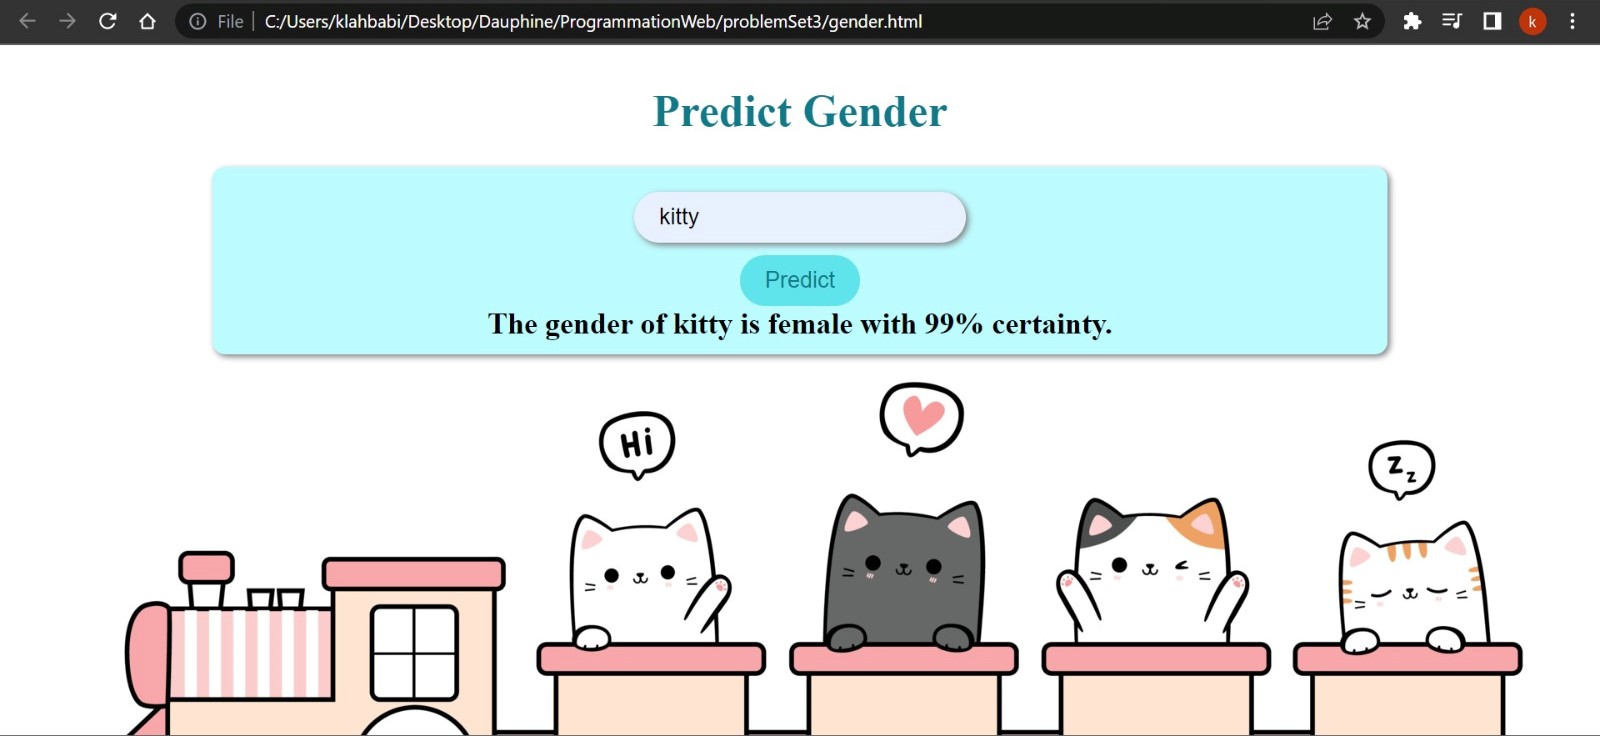 File C:/Users/klahbabi/Desktop/Dauphine/ProgrammationWeb/problemSet3/gender.html k
Predict Gender
kitty
Predict
The gender of kitty is female with 99% certainty.
Hi
Z z